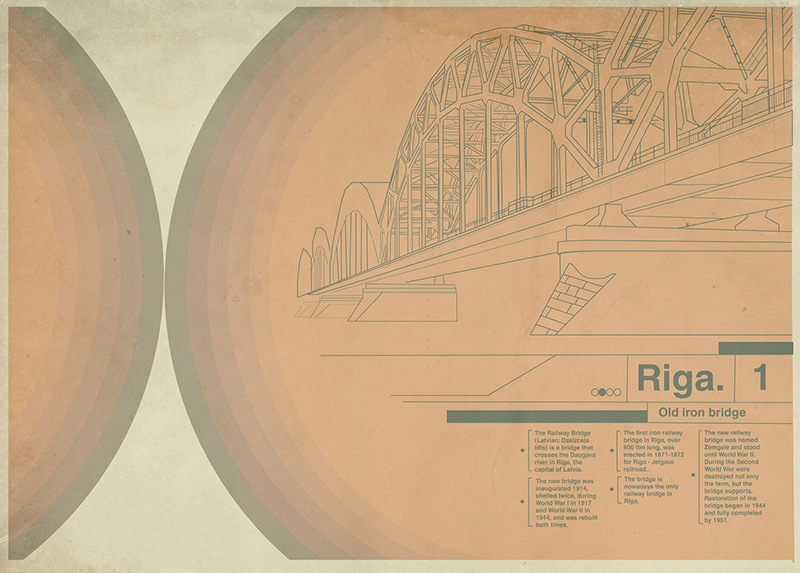 Riga. 1
Old iron bridge
The Railway Bridge
(Latvian: Dzelzceļa
tilts) is a bridge that
crosses the Daugava
river in Riga, the
capital of Latvia.
The new bridge was
inaugurated 1914,
shelled twice, during
World War I in 1917
and World War II in
1944, and was rebuilt
both times.
The first iron railway
bridge in Riga, over
600 ftm long, was
erected in 1871-1872
for Riga - Jelgava
railroad..
The bridge is
nowadays the only
railway bridge in
Riga.
The new railway
bridge was named
Zemgale and stood
until World War II.
During the Second
World War were
destroyed not only
the farm, but the
bridge supports.
Restoration of the
bridge began in 1944
and fully completed
by 1951.